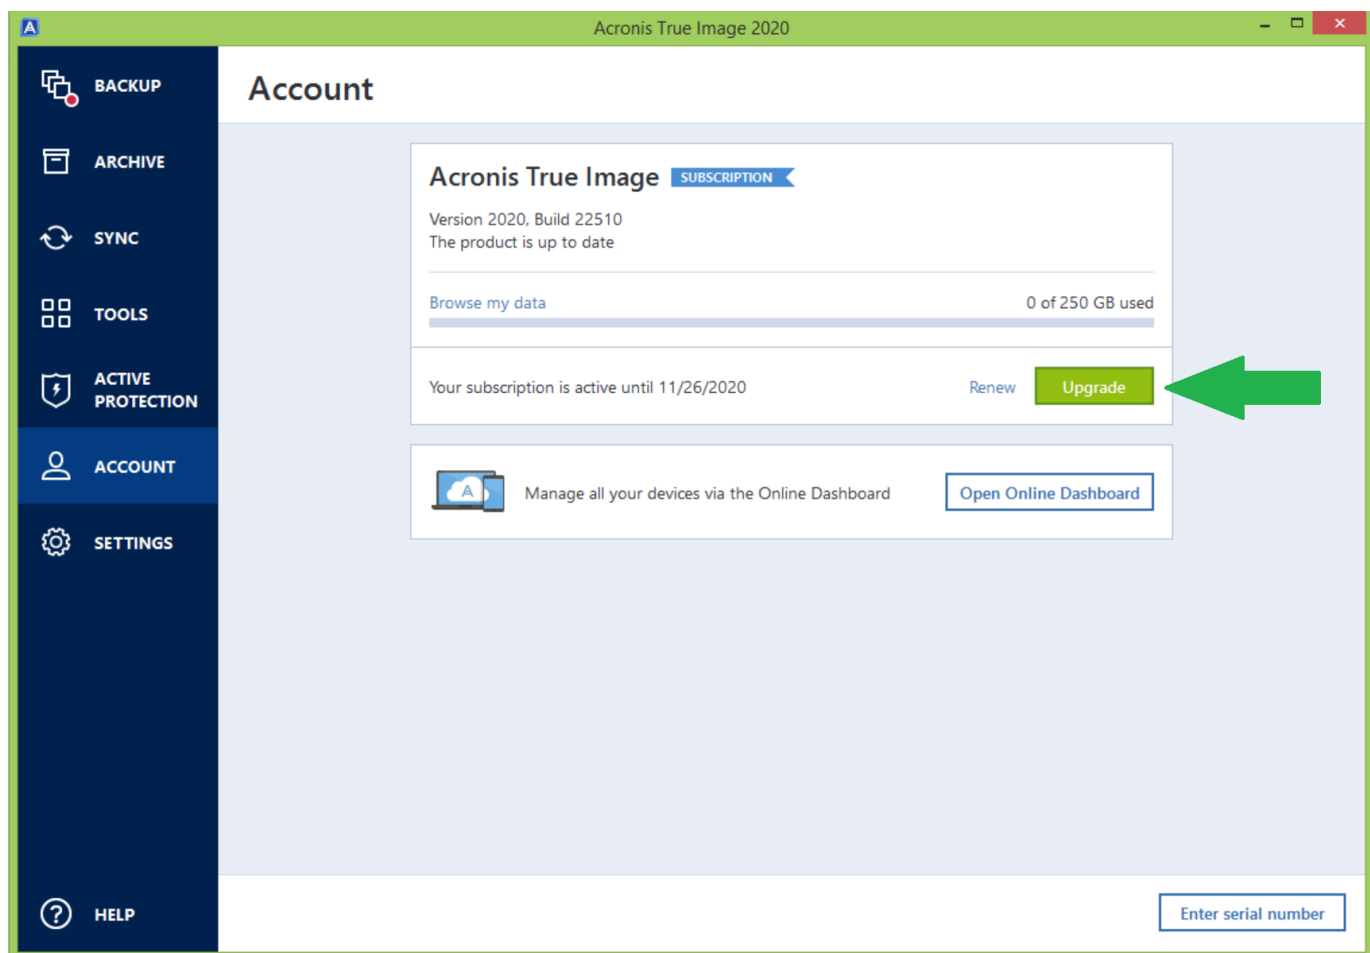 Acronis True Image 2020
BACKUP
ARCHIVE
SYNC
TOOLS
ACTIVE
PROTECTION
ACCOUNT
SETTINGS
HELP
Account
Acronis True Image SUBSCRIPTION
Version 2020, Build 22510
The product is up to date
Browse my data 0 of 250 GB used
Your subscription is active until 11/26/2020 Renew Upgrade
Manage all your devices via the Online Dashboard Open Online Dashboard
Enter serial number